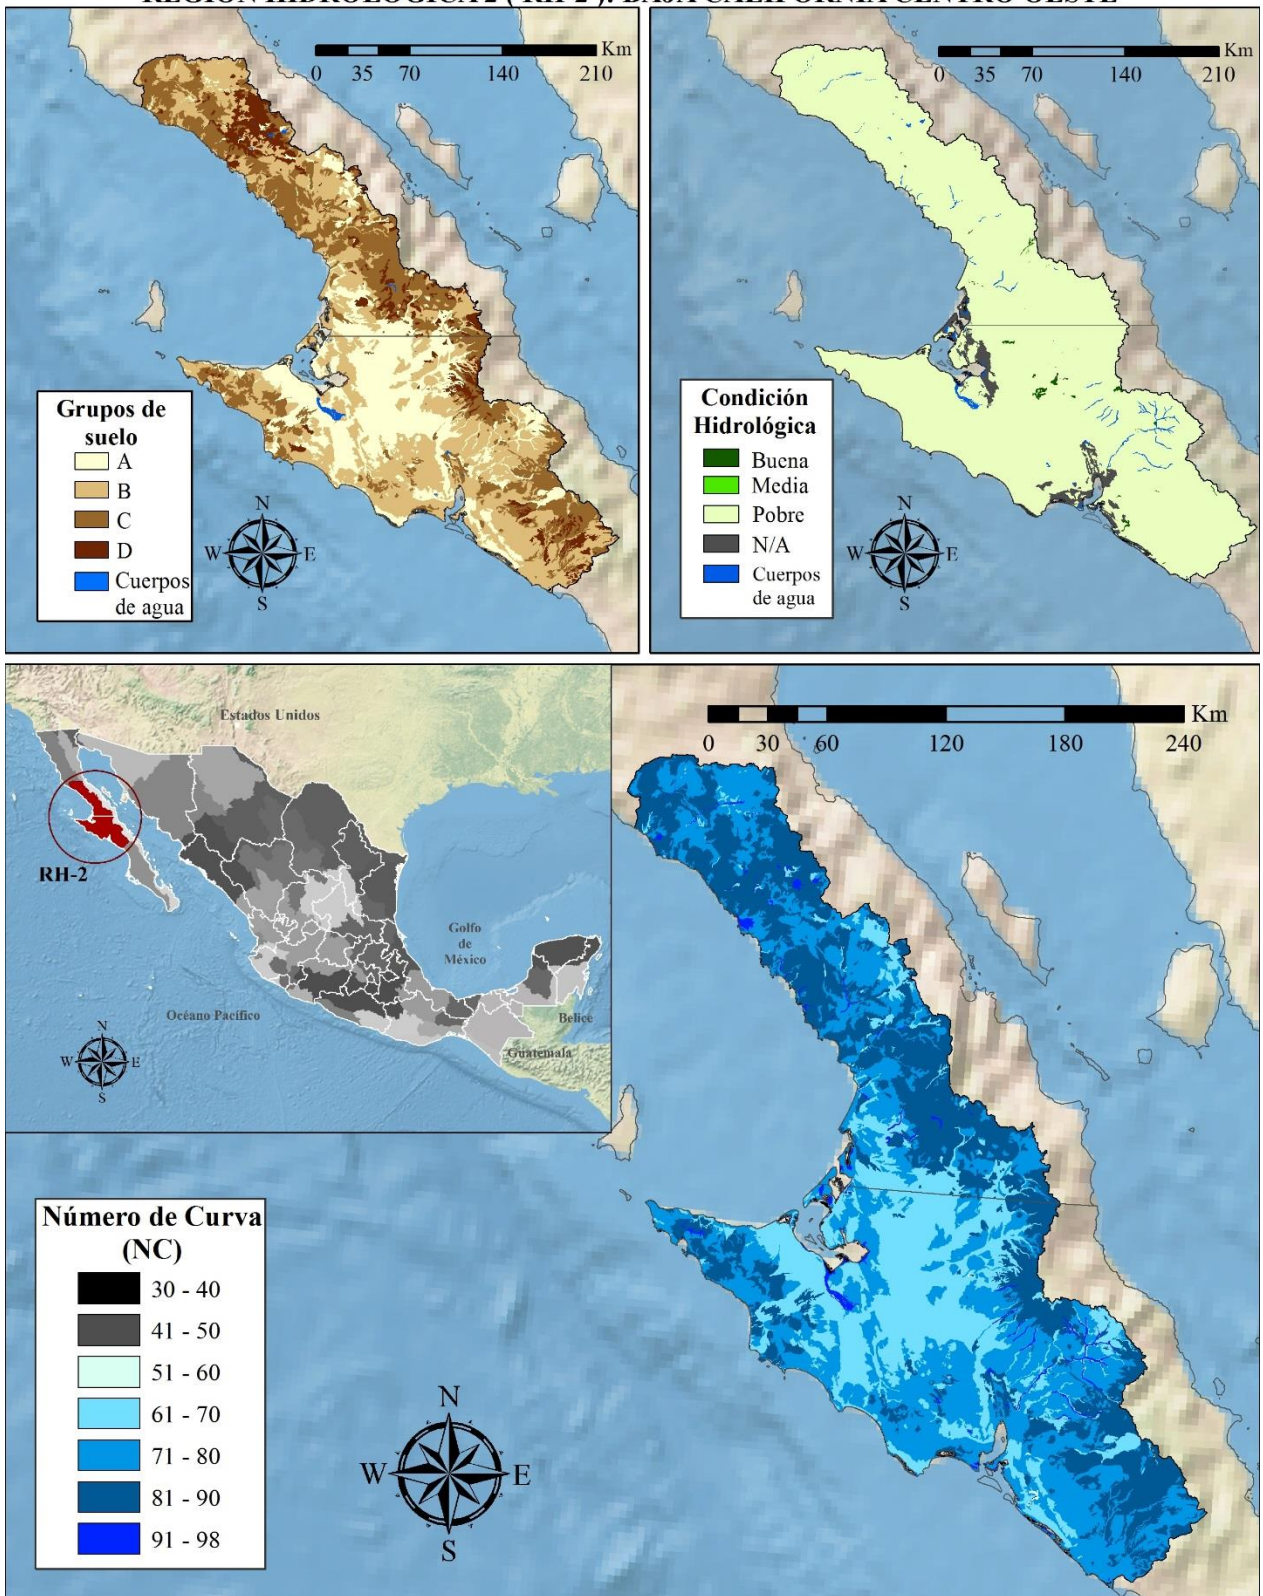 REGIÓN HIDROLÓGICA 2 ( RH-2 ): BAJA CALIFORNIA CENTRO-OESTE
Km
0 35 70 140 210
Grupos de
suelo
A
B
C
D
Cuerpos
de agua
N
W E
S
Km
0 35 70 140 210
Condición
Hidrológica
Buena
Media
Pobre
N/A
Cuerpos
de agua
N
W E
S
Estados Unidos
RH-2
Golfo
de
México
Océano Pacífico
Belice
Guatemala
N
W E
S
Km
0 30 60 120 180 240
Número de Curva
(NC)
30 - 40
41 - 50
51 - 60
61 - 70
71 - 80
81 - 90
91 - 98
N
W E
S